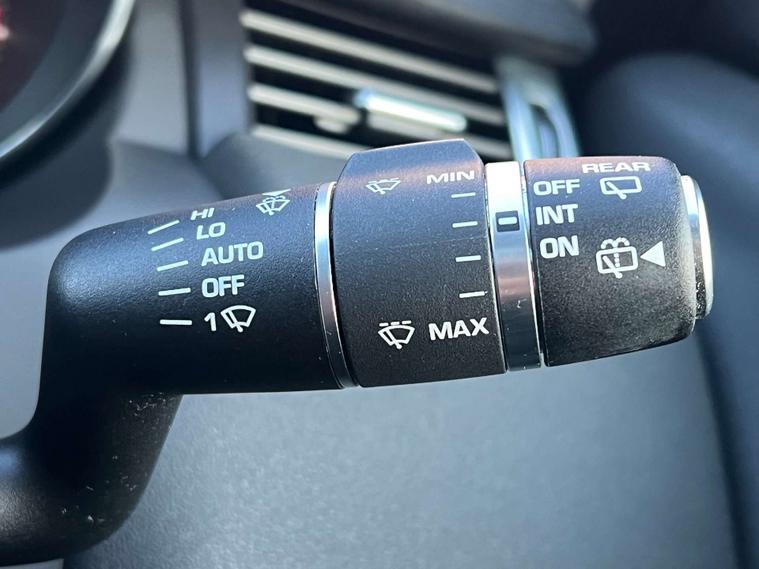 HI
LO
AUTO
OFF
1
MIN
MAX
REAR
OFF
INT
ON